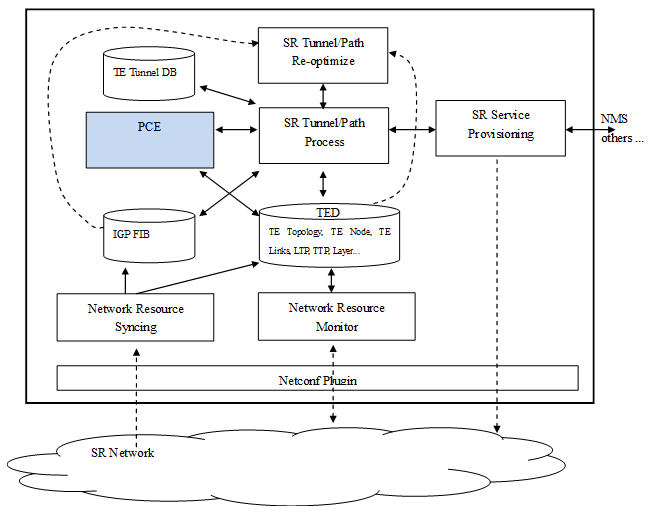 SR Tunnel/Path
Re-optimize
TE Tunnel DB
PCE
SR Tunnel/Path
Process
SR Service
Provisioning
NMS
others ...
IGP FIB
TED
TE Topology, TE Node, TE
Links, LTP, TTP, Layer...
Network Resource
Syncing
Network Resource
Monitor
Netconf Plugin
SR Network